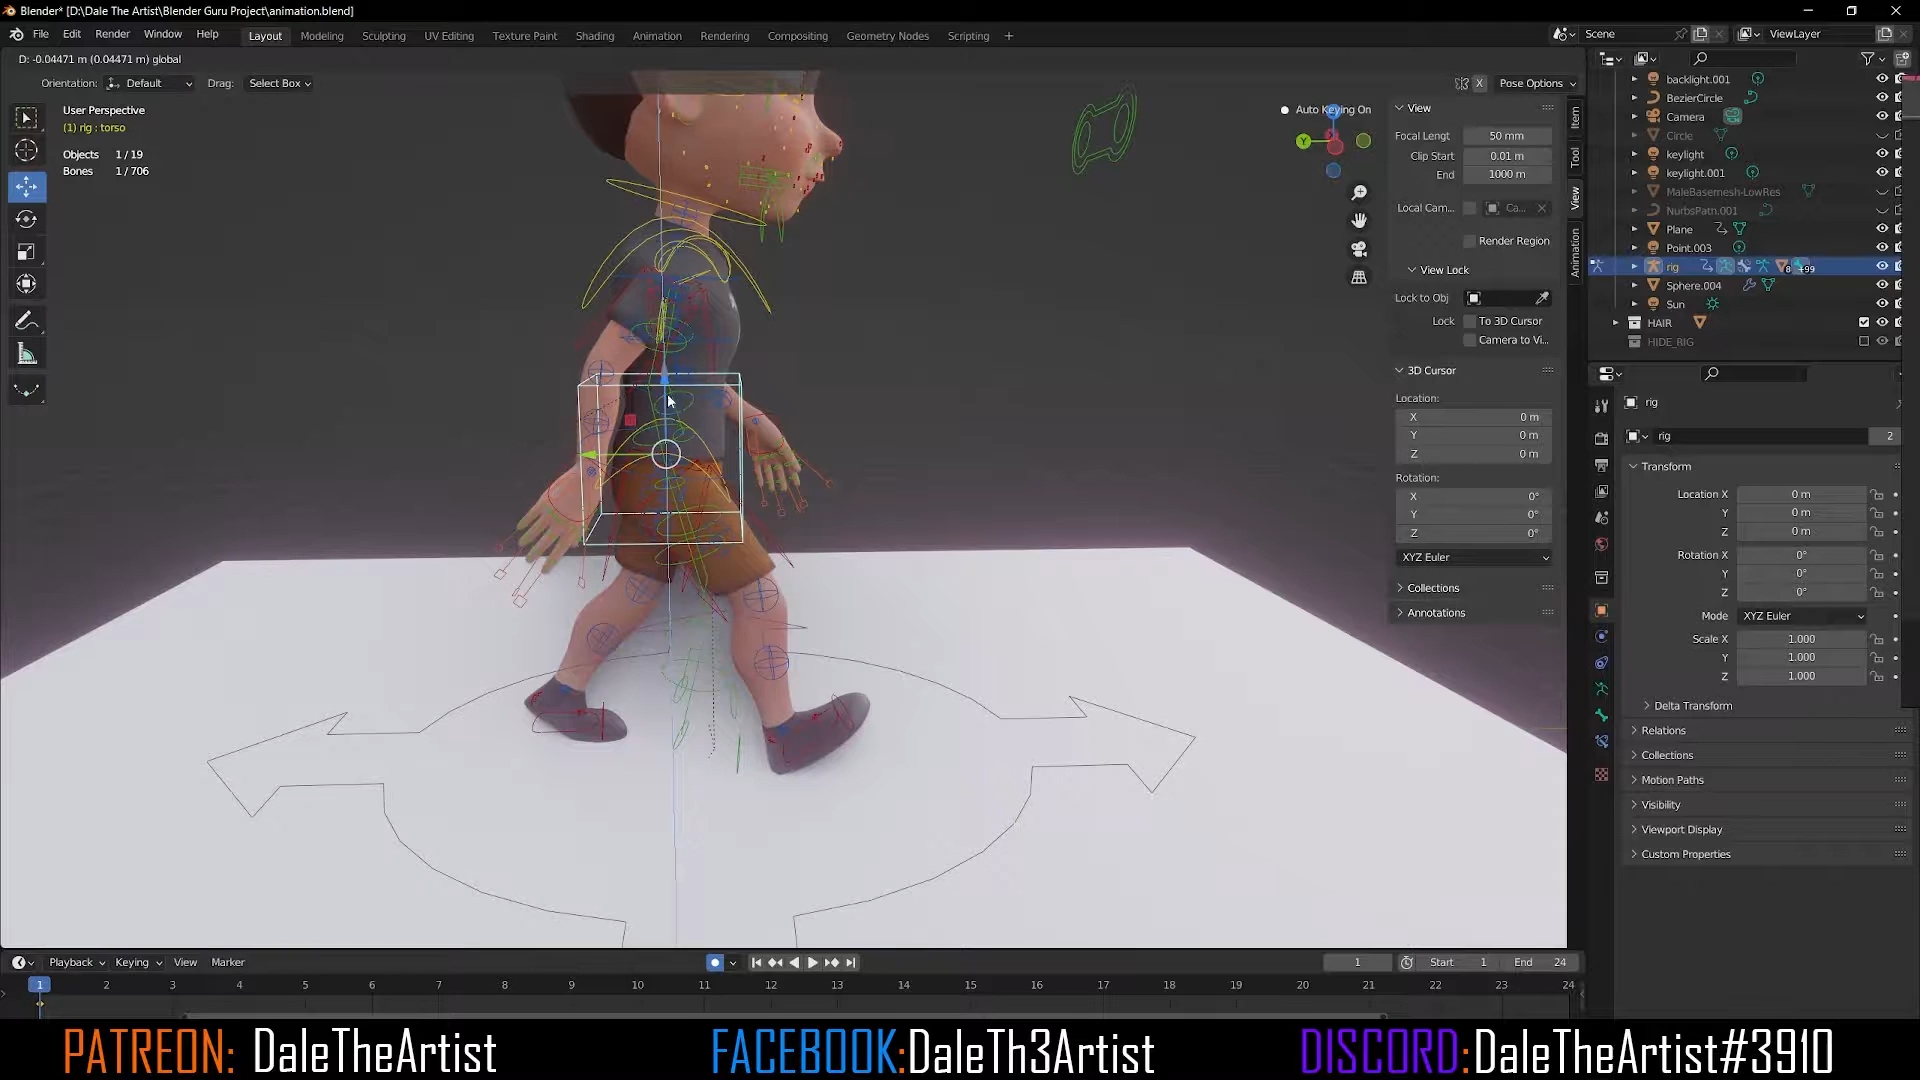 Blender* [D:\Dale The Artist\Blender Guru Project\animation.blend]
File Edit Render Window Help Layout Modeling Sculpting UV Editing Texture Paint Shading Animation Rendering Compositing Geometry Nodes Scripting + Scene ViewLayer
D: -0.04471 m (0.04471 m) global
Orientation: Default Drag: Select Box X Pose Options
User Perspective
(1) rig : torso
Objects 1 / 19
Bones 1 / 706
Auto Keying On
Y
View
Focal Lengt 50 mm
Clip Start 0.01 m
End 1000 m
Local Cam... Ca...
Render Region
View Lock
Lock to Obj
Lock To 3D Cursor
Camera to Vi...
3D Cursor
Location:
X 0 m
Y 0 m
Z 0 m
Rotation:
X 0°
Y 0°
Z 0°
XYZ Euler
Collections
Annotations
Item
Tool
View
Animation
backlight.001
BezierCircle
Camera
Circle
keylight
keylight.001
MaleBasemesh-LowRes
NurbsPath.001
Plane
Point.003
rig 8 +99
Sphere.004
Sun
HAIR
HIDE_RIG
rig
rig 2
Transform
Location X 0 m
Y 0 m
Z 0 m
Rotation X 0°
Y 0°
Z 0°
Mode XYZ Euler
Scale X 1.000
Y 1.000
Z 1.000
Delta Transform
Relations
Collections
Motion Paths
Visibility
Viewport Display
Custom Properties
Playback Keying View Marker 1 Start 1 End 24
1 2 3 4 5 6 7 8 9 10 11 12 13 14 15 16 17 18 19 20 21 22 23 24
PATREON: DaleTheArtist FACEBOOK:DaleTh3Artist DISCORD:DaleTheArtist#3910